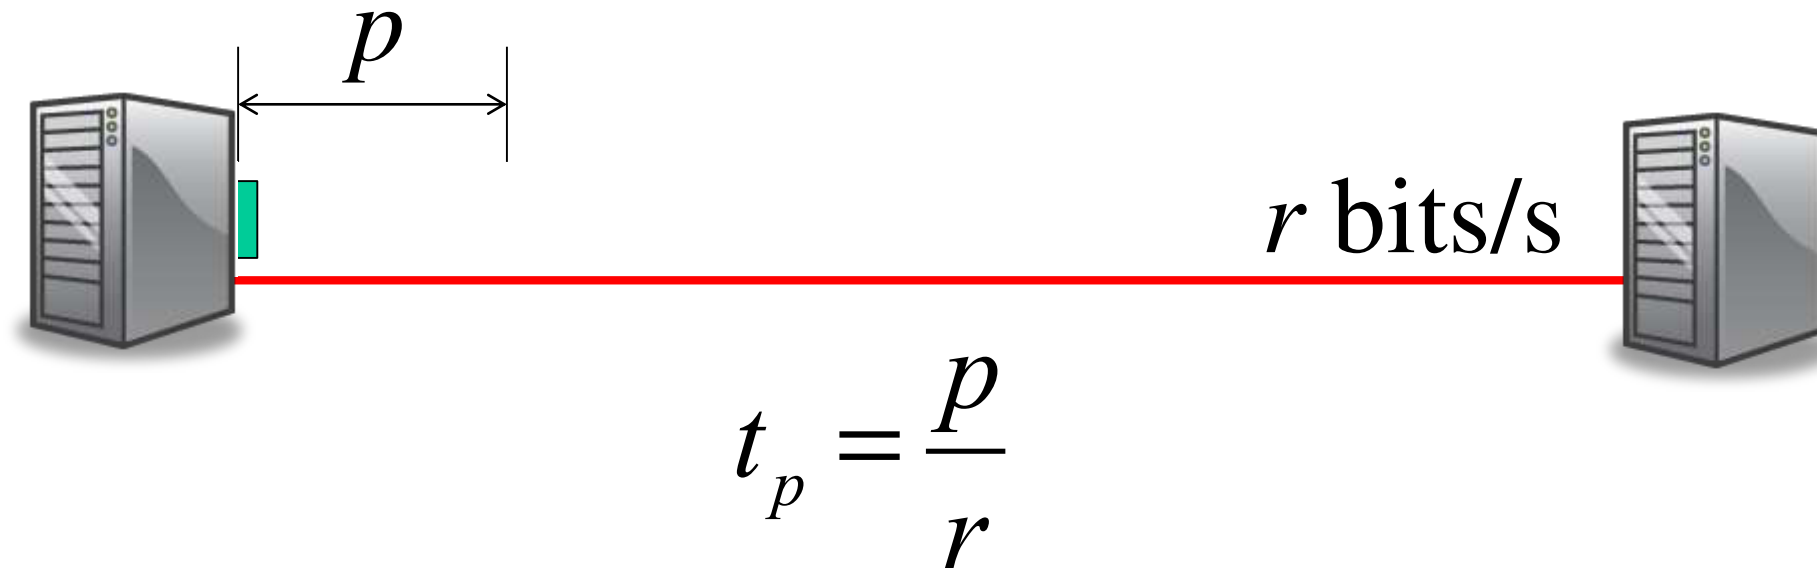 p
r bits/s
t_p = p/r